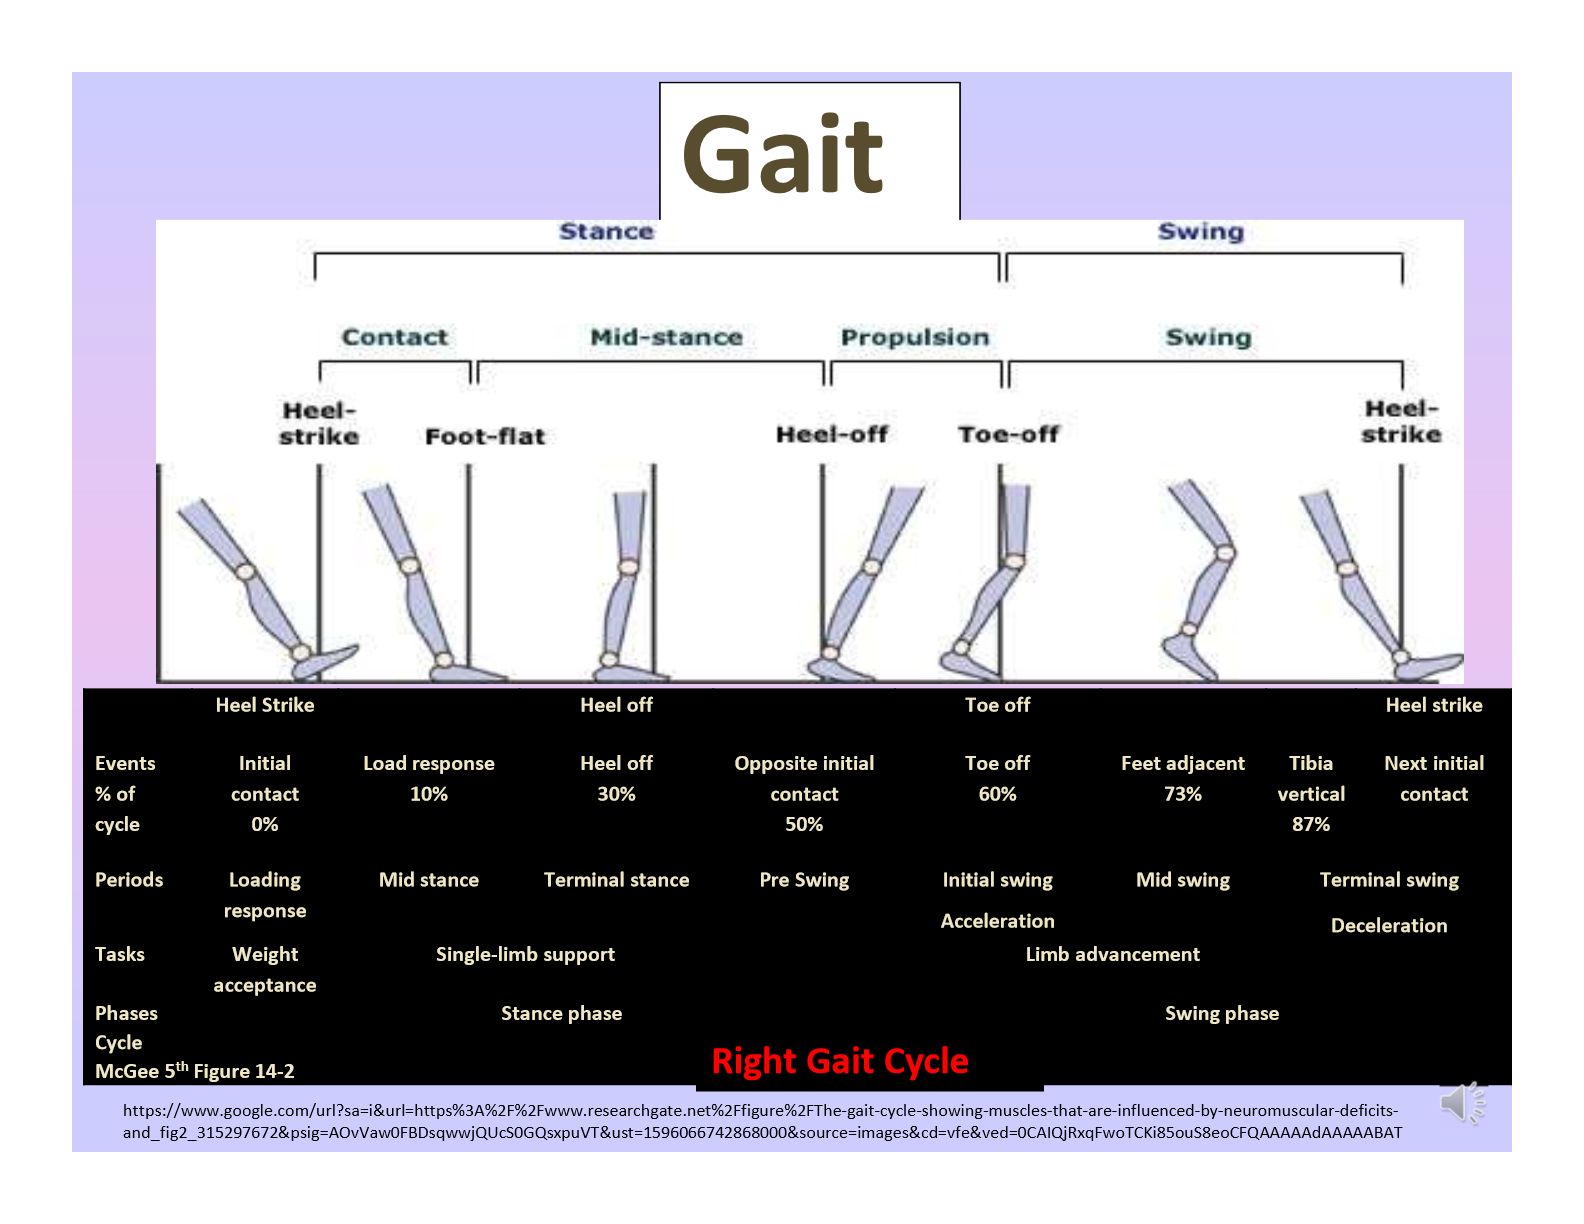 Gait
Stance Swing
Contact Mid-stance Propulsion Swing
Heel-
strike
Foot-flat
Heel-off
Toe-off
Heel-
strike
Heel Strike Heel off Toe off Heel strike
Events Initial Load response Heel off Opposite initial Toe off Feet adjacent Tibia Next initial
% of contact 10% 30% contact 60% 73% vertical contact
cycle 0% 50% 87%
Periods Loading Mid stance Terminal stance Pre Swing Initial swing Mid swing Terminal swing
response Acceleration Deceleration
Tasks Weight Single-limb support Limb advancement
acceptance
Phases Stance phase Swing phase
Cycle
McGee 5th Figure 14-2
Right Gait Cycle
https://www.google.com/url?sa=i&url=https%3A%2F%2Fwww.researchgate.net%2Ffigure%2FThe-gait-cycle-showing-muscles-that-are-influenced-by-neuromuscular-deficits-
and_fig2_315297672&psig=AOvVaw0FBDsqwwjQUcS0GQsxpuVT&ust=1596066742868000&source=images&cd=vfe&ved=0CAIQjRxqFwoTCKi85ouS8eoCFQAAAAAdAAAAABAT